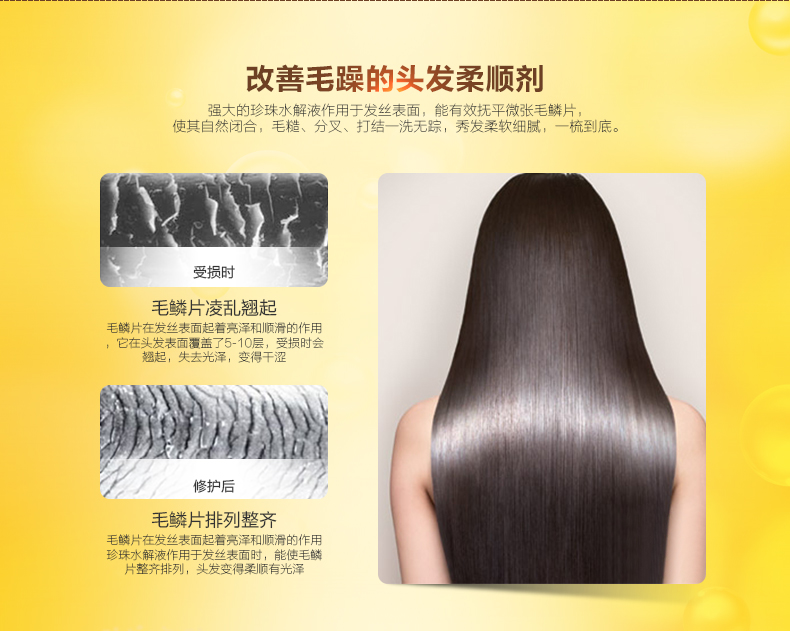 改善毛躁的头发柔顺剂
强大的珍珠水解液作用于发丝表面，能有效抚平微张毛鳞片，
使其自然闭合，毛糙、分叉、打结一洗无踪，秀发柔软细腻，一梳到底。
受损时
毛鳞片凌乱翘起
毛鳞片在发丝表面起着亮泽和顺滑的作用
，它在头发表面覆盖了5-10层，受损时会
翘起，失去光泽，变得干涩
修护后
毛鳞片排列整齐
毛鳞片在发丝表面起着亮泽和顺滑的作用
珍珠水解液作用于发丝表面时，能使毛鳞
片整齐排列，头发变得柔顺有光泽